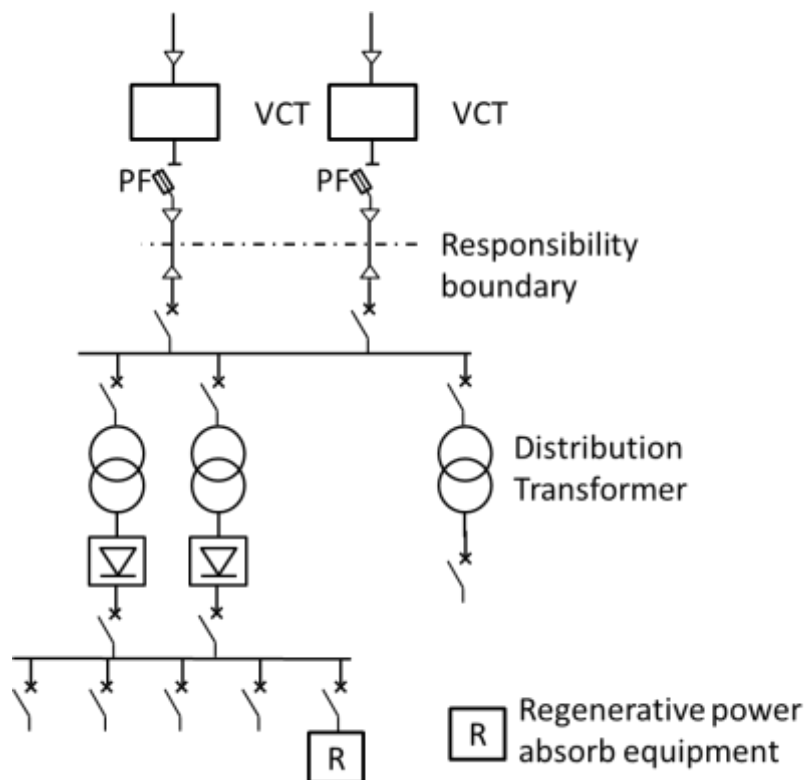 VCT
VCT
PF
PF
Responsibility
boundary
Distribution
Transformer
R
R
Regenerative power
absorb equipment